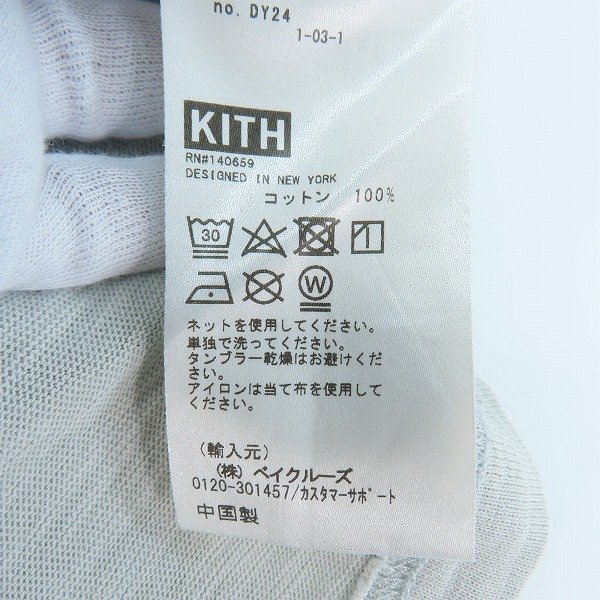 no. DY24
1-03-1
KITH
RN#140659
DESIGNED IN NEW YORK
コットン 100%
30
W
ネットを使用してください。
単独で洗ってください。
タンブラー乾燥はお避けくだ
さい。
アイロンは当て布を使用して
ください。
(輸入元)
(株) ベイクルーズ
0120-301457/カスタマーサポート
中国製